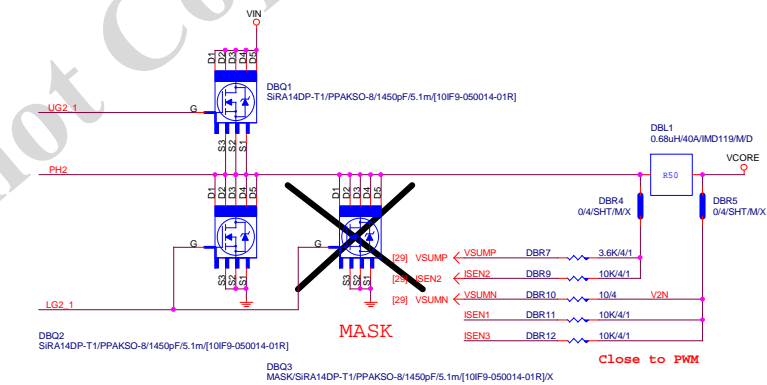 not Co
VIN
D1
D2
D3
D4
D5
DBQ1
SiRA14DP-T1/PPAKSO-8/1450pF/5.1m/[10IF9-050014-01R]
UG2_1
G
S3
S2
S1
DBL1
0.68uH/40A/IMD119/M/D
VCORE
PH2
R50
D1
D2
D3
D4
D5
D1
D2
D3
D4
D5
DBR4
0/4/SHT/M/X
DBR5
0/4/SHT/M/X
G
G
[29] VSUMP DBR7 3.6K/4/1
[29] ISEN2 DBR9 10K/4/1
[29] VSUMN VSUMN DBR10 10/4 V2N
ISEN1 DBR11 10K/4/1
ISEN3 DBR12 10K/4/1
S3
S2
S1
S3
S2
S1
LG2_1
MASK
Close to PWM
DBQ2
SiRA14DP-T1/PPAKSO-8/1450pF/5.1m/[10IF9-050014-01R]
DBQ3
MASK/SiRA14DP-T1/PPAKSO-8/1450pF/5.1m/[10IF9-050014-01R]/X